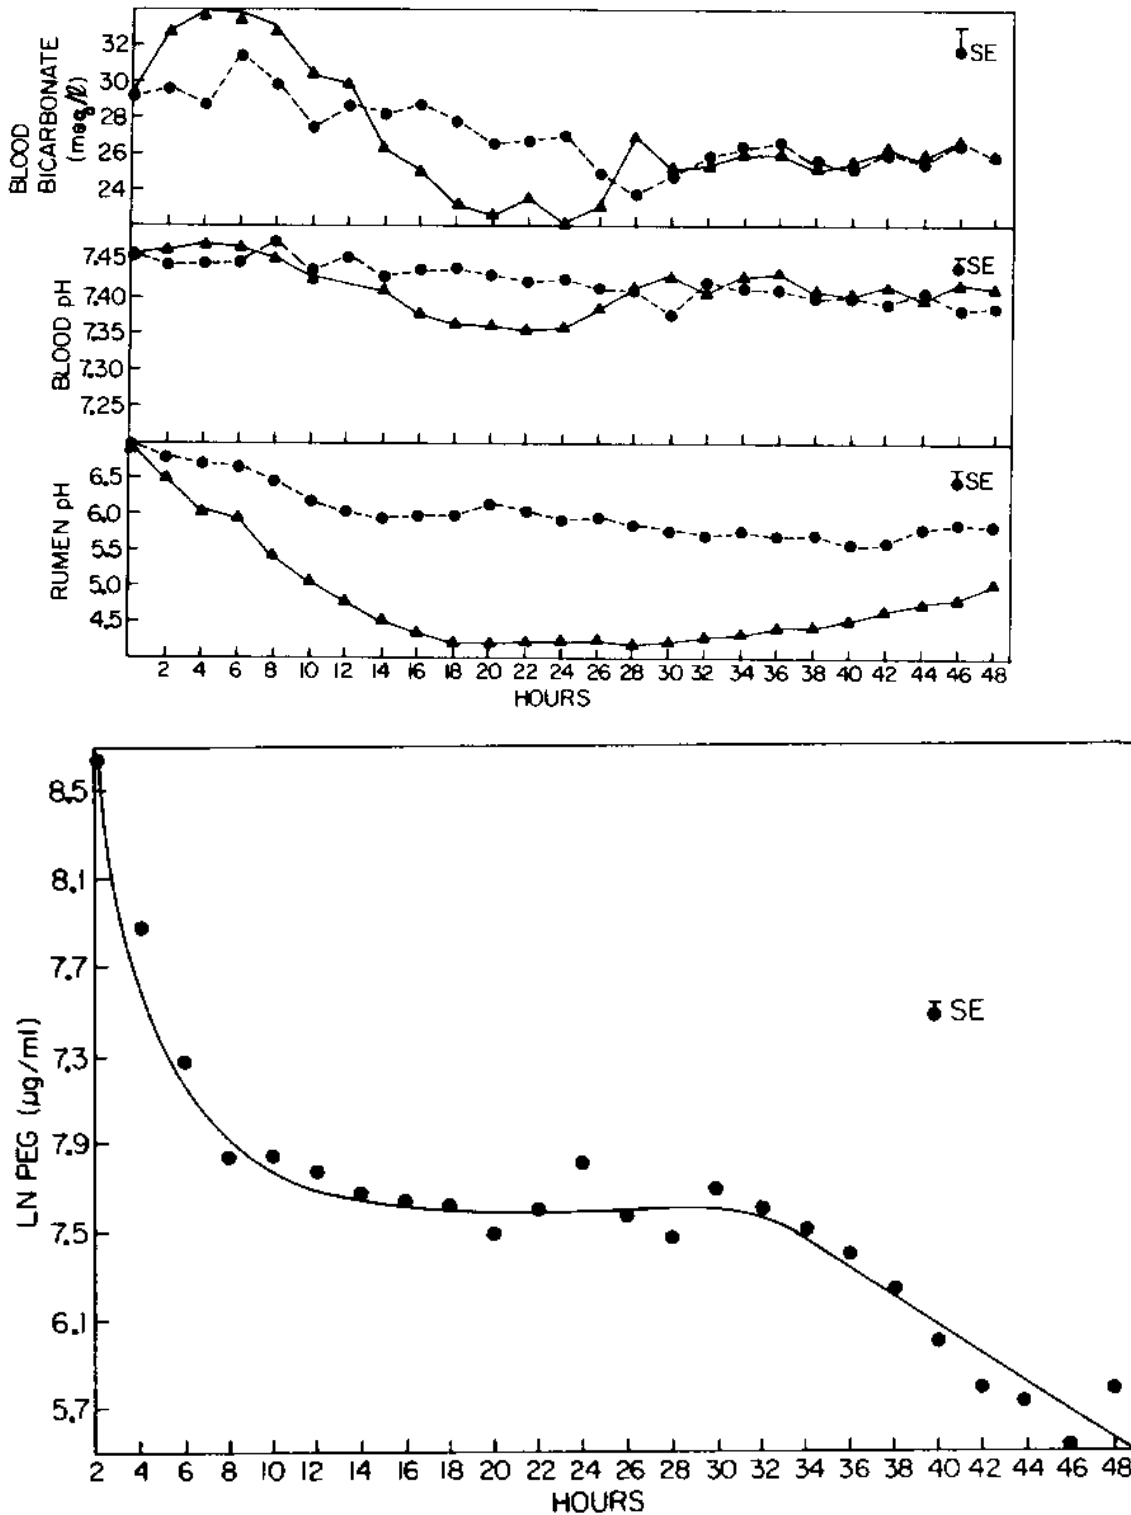 BLOOD
BICARBONATE
(meq/ℓ)
32
30
28
26
24
SE
BLOOD pH
7.45
7.40
7.35
7.30
7.25
SE
RUMEN pH
6.5
6.0
5.5
5.0
4.5
SE
2 4 6 8 10 12 14 16 18 20 22 24 26 28 30 32 34 36 38 40 42 44 46 48
HOURS
LN PEG (µg/ml)
8.5
8.1
7.7
7.3
7.9
7.5
6.1
5.7
SE
2 4 6 8 10 12 14 16 18 20 22 24 26 28 30 32 34 36 38 40 42 44 46 48
HOURS